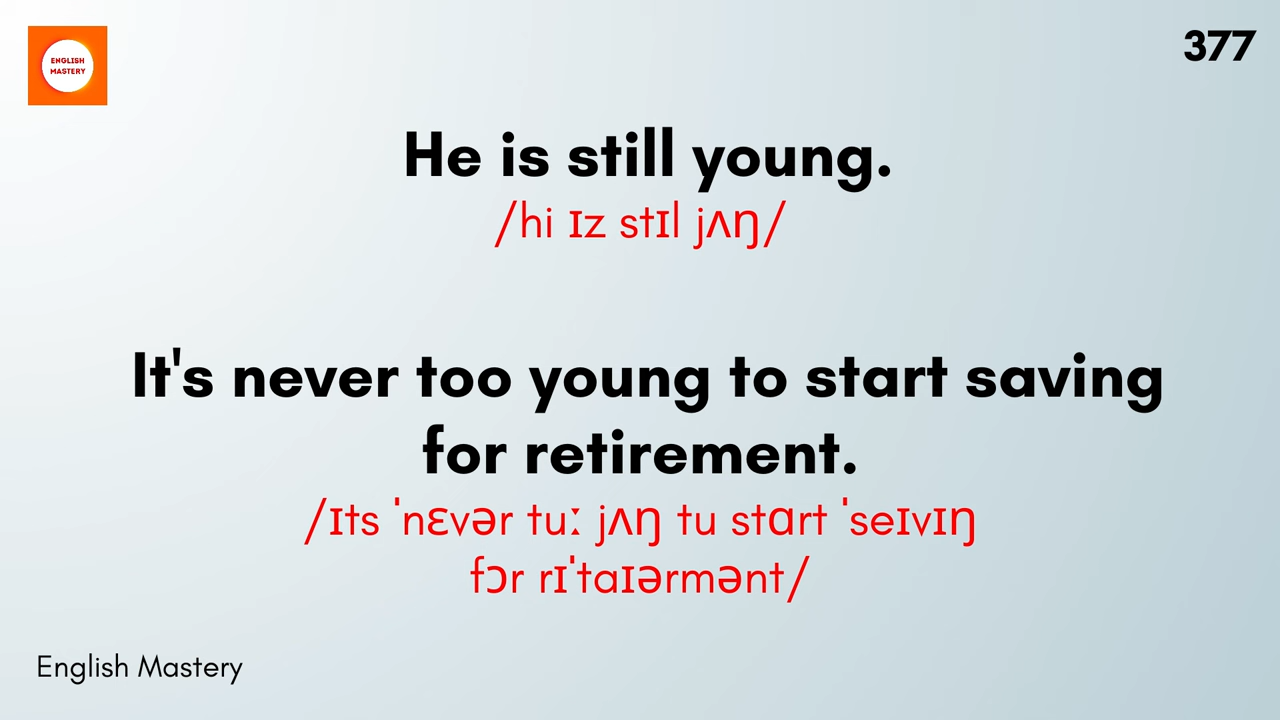 ENGLISH
MASTERY
377
He is still young.
/hi ɪz stɪl jʌŋ/
It's never too young to start saving
for retirement.
/ɪts ˈnɛvər tuː jʌŋ tu stɑrt ˈseɪvɪŋ
fɔr rɪˈtaɪərmənt/
English Mastery